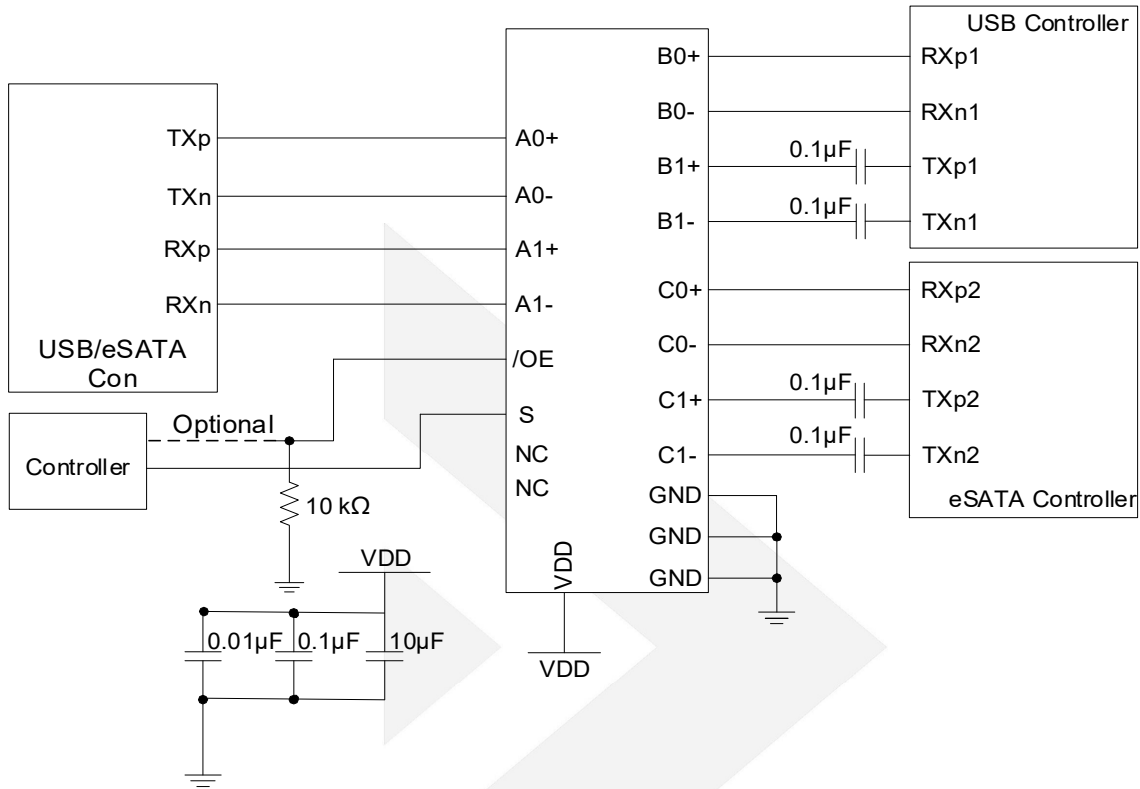 TXp
TXn
RXp
RXn
USB/eSATA
Con
Controller
Optional
10 kΩ
VDD
0.01µF
0.1µF
10µF
A0+
A0-
A1+
A1-
/OE
S
NC
NC
VDD
VDD
B0+
B0-
B1+
B1-
C0+
C0-
C1+
C1-
GND
GND
GND
0.1µF
0.1µF
0.1µF
0.1µF
USB Controller
RXp1
RXn1
TXp1
TXn1
RXp2
RXn2
TXp2
TXn2
eSATA Controller